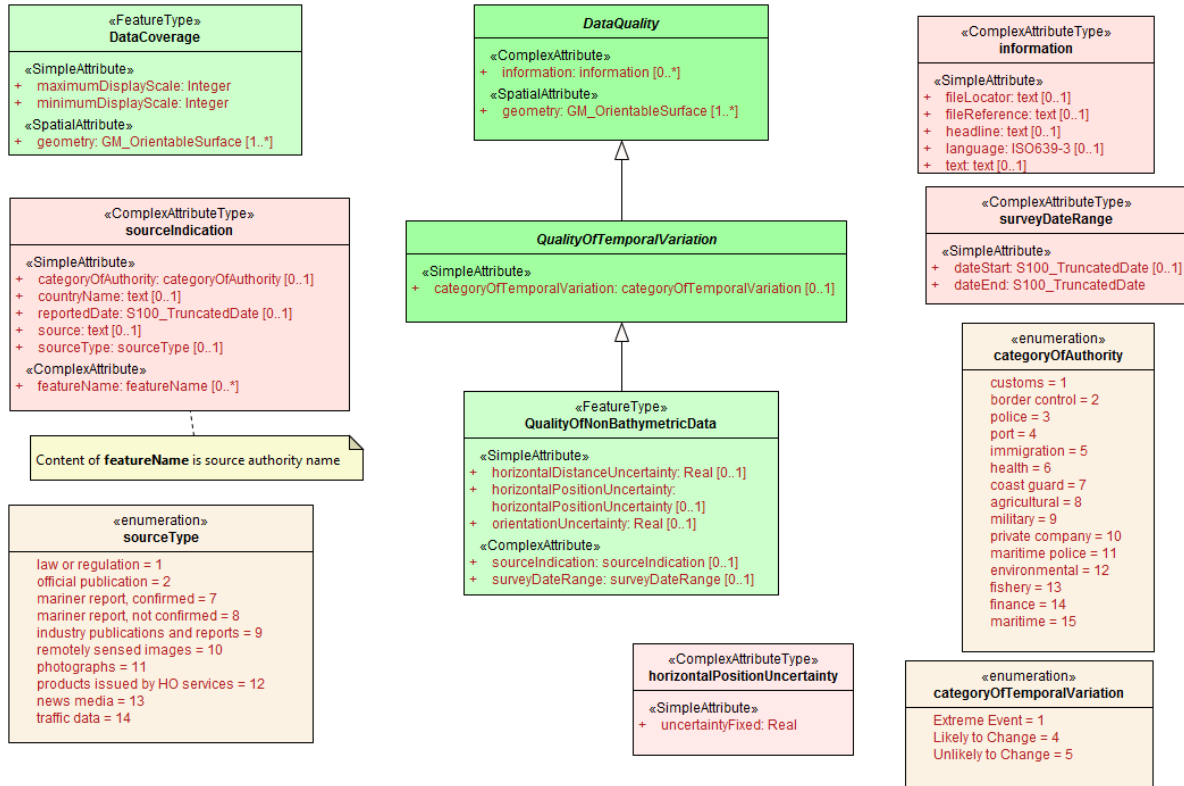 «FeatureType»
DataCoverage
«SimpleAttribute»
+ maximumDisplayScale: Integer
+ minimumDisplayScale: Integer
«SpatialAttribute»
+ geometry: GM_OrientableSurface [1..*]
«ComplexAttributeType»
sourceIndication
«SimpleAttribute»
+ categoryOfAuthority: categoryOfAuthority [0..1]
+ countryName: text [0..1]
+ reportedDate: S100_TruncatedDate [0..1]
+ source: text [0..1]
+ sourceType: sourceType [0..1]
«ComplexAttribute»
+ featureName: featureName [0..*]
Content of featureName is source authority name
«enumeration»
sourceType
law or regulation = 1
official publication = 2
mariner report, confirmed = 7
mariner report, not confirmed = 8
industry publications and reports = 9
remotely sensed images = 10
photographs = 11
products issued by HO services = 12
news media = 13
traffic data = 14
DataQuality
«ComplexAttribute»
+ information: information [0..*]
«SpatialAttribute»
+ geometry: GM_OrientableSurface [1..*]
QualityOfTemporalVariation
«SimpleAttribute»
+ categoryOfTemporalVariation: categoryOfTemporalVariation [0..1]
«FeatureType»
QualityOfNonBathymetricData
«SimpleAttribute»
+ horizontalDistanceUncertainty: Real [0..1]
+ horizontalPositionUncertainty:
horizontalPositionUncertainty [0..1]
+ orientationUncertainty: Real [0..1]
«ComplexAttribute»
+ sourceIndication: sourceIndication [0..1]
+ surveyDateRange: surveyDateRange [0..1]
«ComplexAttributeType»
horizontalPositionUncertainty
«SimpleAttribute»
+ uncertaintyFixed: Real
«ComplexAttributeType»
information
«SimpleAttribute»
+ fileLocator: text [0..1]
+ fileReference: text [0..1]
+ headline: text [0..1]
+ language: ISO639-3 [0..1]
+ text: text [0..1]
«ComplexAttributeType»
surveyDateRange
«SimpleAttribute»
+ dateStart: S100_TruncatedDate [0..1]
+ dateEnd: S100_TruncatedDate
«enumeration»
categoryOfAuthority
customs = 1
border control = 2
police = 3
port = 4
immigration = 5
health = 6
coast guard = 7
agricultural = 8
military = 9
private company = 10
maritime police = 11
environmental = 12
fishery = 13
finance = 14
maritime = 15
«enumeration»
categoryOfTemporalVariation
Extreme Event = 1
Likely to Change = 4
Unlikely to Change = 5